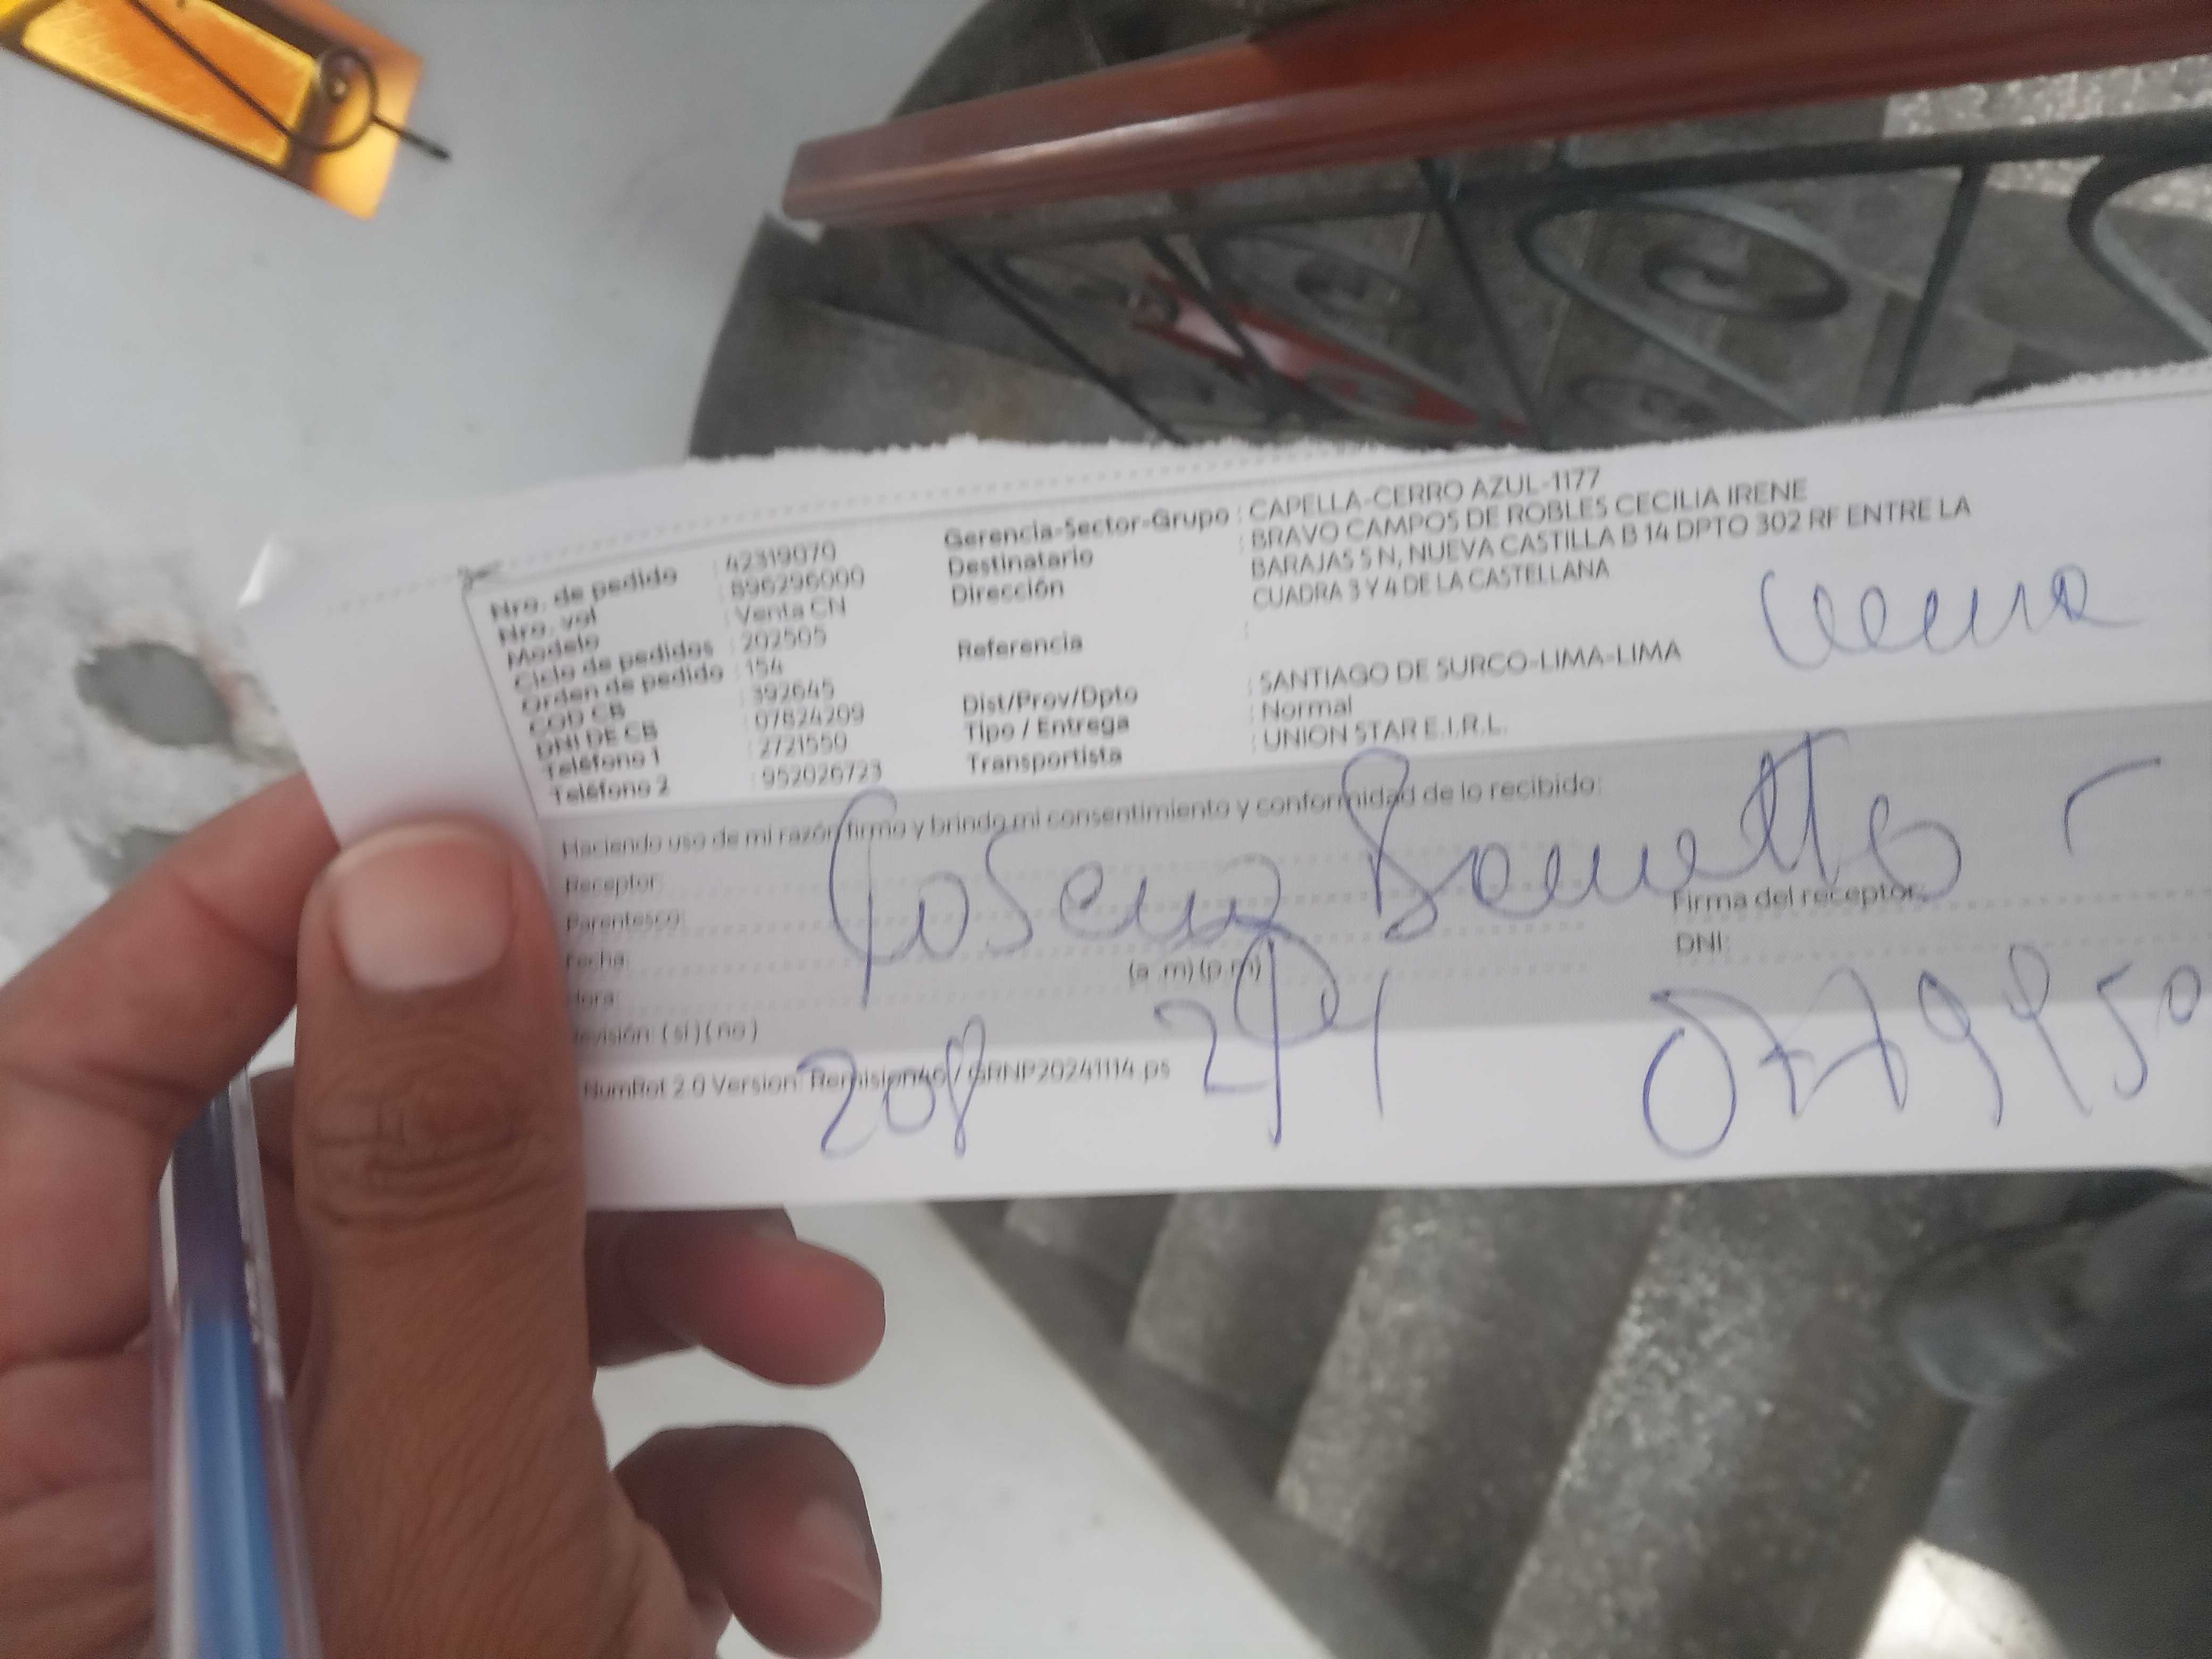 Nro. de pedido : 42319070
Nro. vol : 896296000
Modelo : Venta CN
Ciclo de pedidos : 202505
Orden de pedido : 154
COD CB : 392645
DNI DE CB : 07824209
Teléfono 1 : 2721550
Teléfono 2 : 952026723
Gerencia-Sector-Grupo : CAPELLA-CERRO AZUL-1177
Destinatario : BRAVO CAMPOS DE ROBLES CECILIA IRENE
Dirección : BARAJAS S N, NUEVA CASTILLA B 14 DPTO 302 RF ENTRE LA
CUADRA 3 Y 4 DE LA CASTELLANA
Referencia :
Dist/Prov/Dpto : SANTIAGO DE SURCO-LIMA-LIMA
Tipo / Entrega : Normal
Transportista : UNION STAR E.I.R.L.
Haciendo uso de mi razón firmo y brindo mi consentimiento y conformidad de lo recibido:
Receptor:
Parentesco:
Firma del receptor:
Fecha:
DNI:
Hora: (a .m) (p.m)
Revisión: ( sí ) ( no )
NumRot 2.0 Version: / GRNP20241114.ps
208